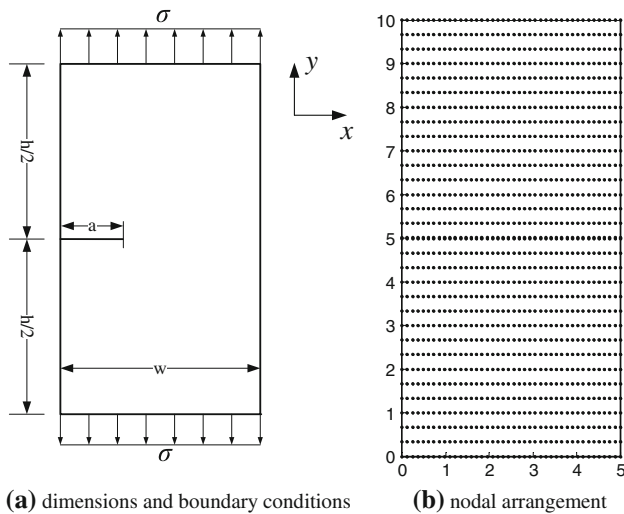 σ
y
x
h/2
a
h/2
w
σ
10
9
8
7
6
5
4
3
2
1
0
0 1 2 3 4 5
(a) dimensions and boundary conditions
(b) nodal arrangement